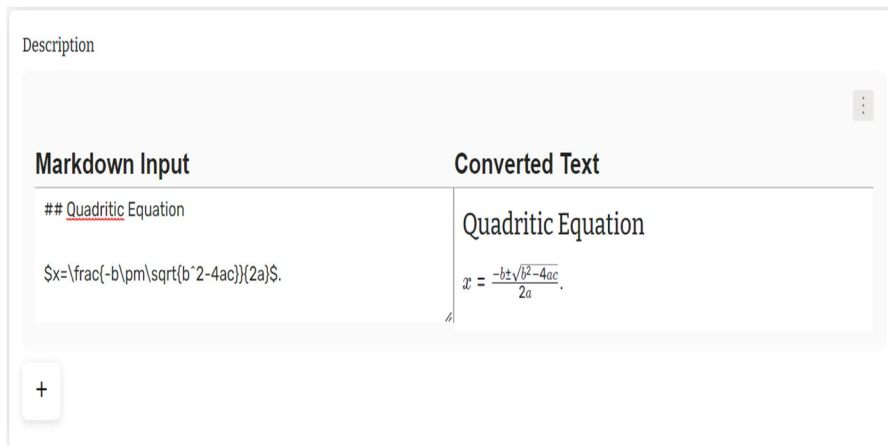 Description
Markdown Input
Converted Text
## Quadritic Equation
$x=\frac{-b\pm\sqrt{b^2-4ac}}{2a}$.
Quadritic Equation
x = −b±√b²−4ac / 2a.
+